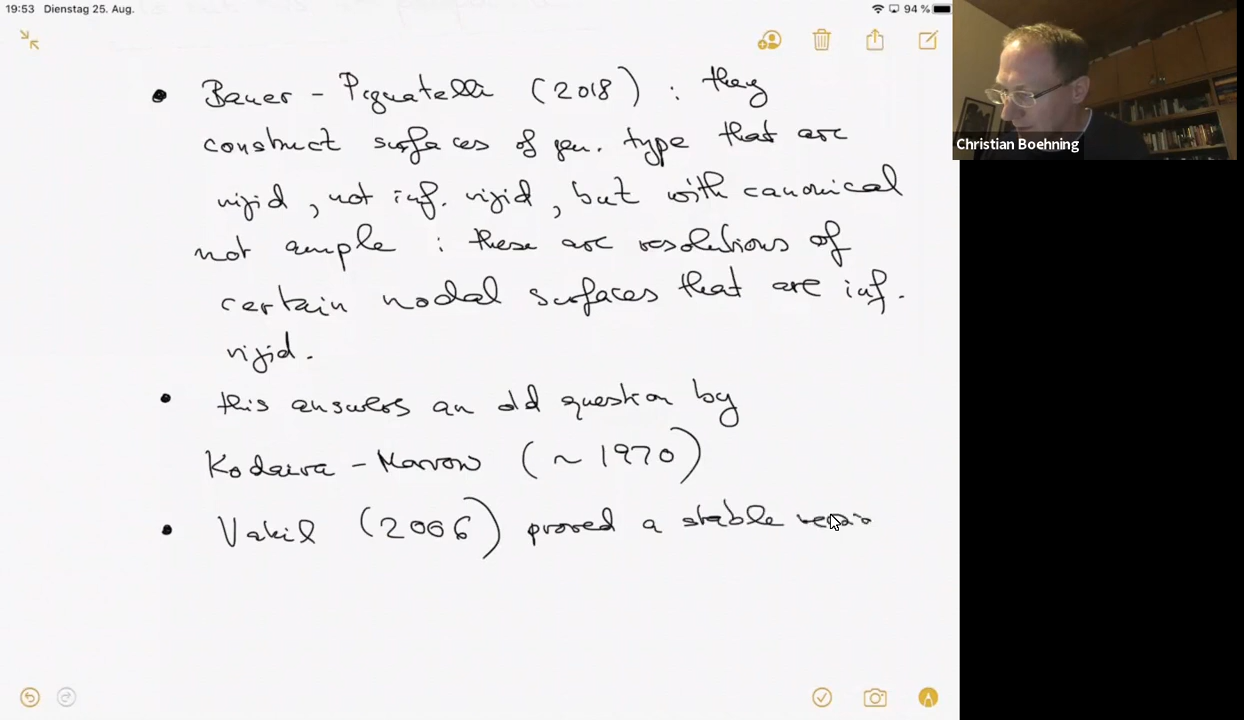 19:53 Dienstag 25. Aug. 94 %
• Bauer - Pignatelli (2018) : they
construct surfaces of gen. type that are
rigid, not inf. rigid, but with canonical
not ample : these are resolutions of
certain nodal surfaces that are inf.
rigid.
• this answers an old question by
Kodaira - Morrow (~ 1970)
• Vakil (2006) proved a stable
Christian Boehning